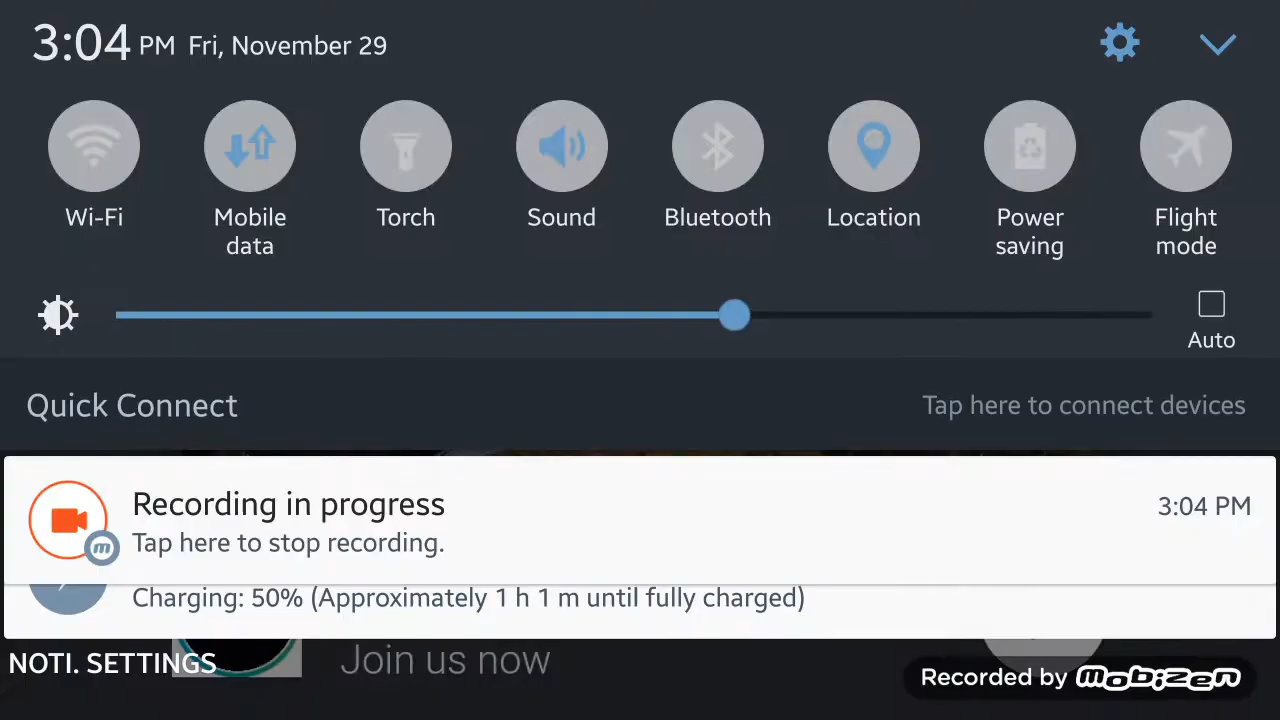 3:04 PM Fri, November 29
Wi-Fi
Mobile data
Torch
Sound
Bluetooth
Location
Power saving
Flight mode
Auto
Quick Connect
Tap here to connect devices
Recording in progress
3:04 PM
Tap here to stop recording.
m
Charging: 50% (Approximately 1 h 1 m until fully charged)
NOTI. SETTINGS
Join us now
Recorded by mobizen